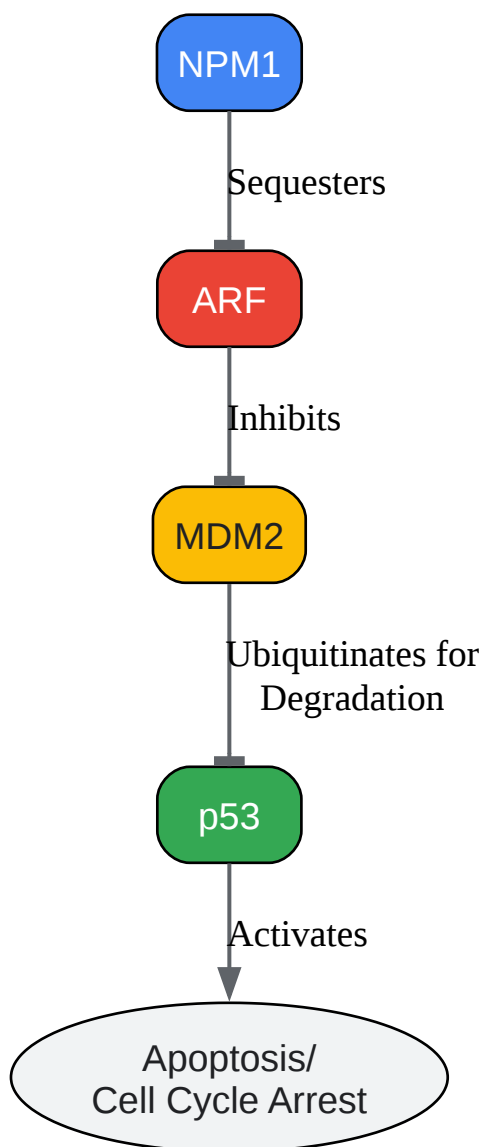 NPM1
Sequesters
ARF
Inhibits
MDM2
Ubiquitinates for
Degradation
p53
Activates
Apoptosis/
Cell Cycle Arrest